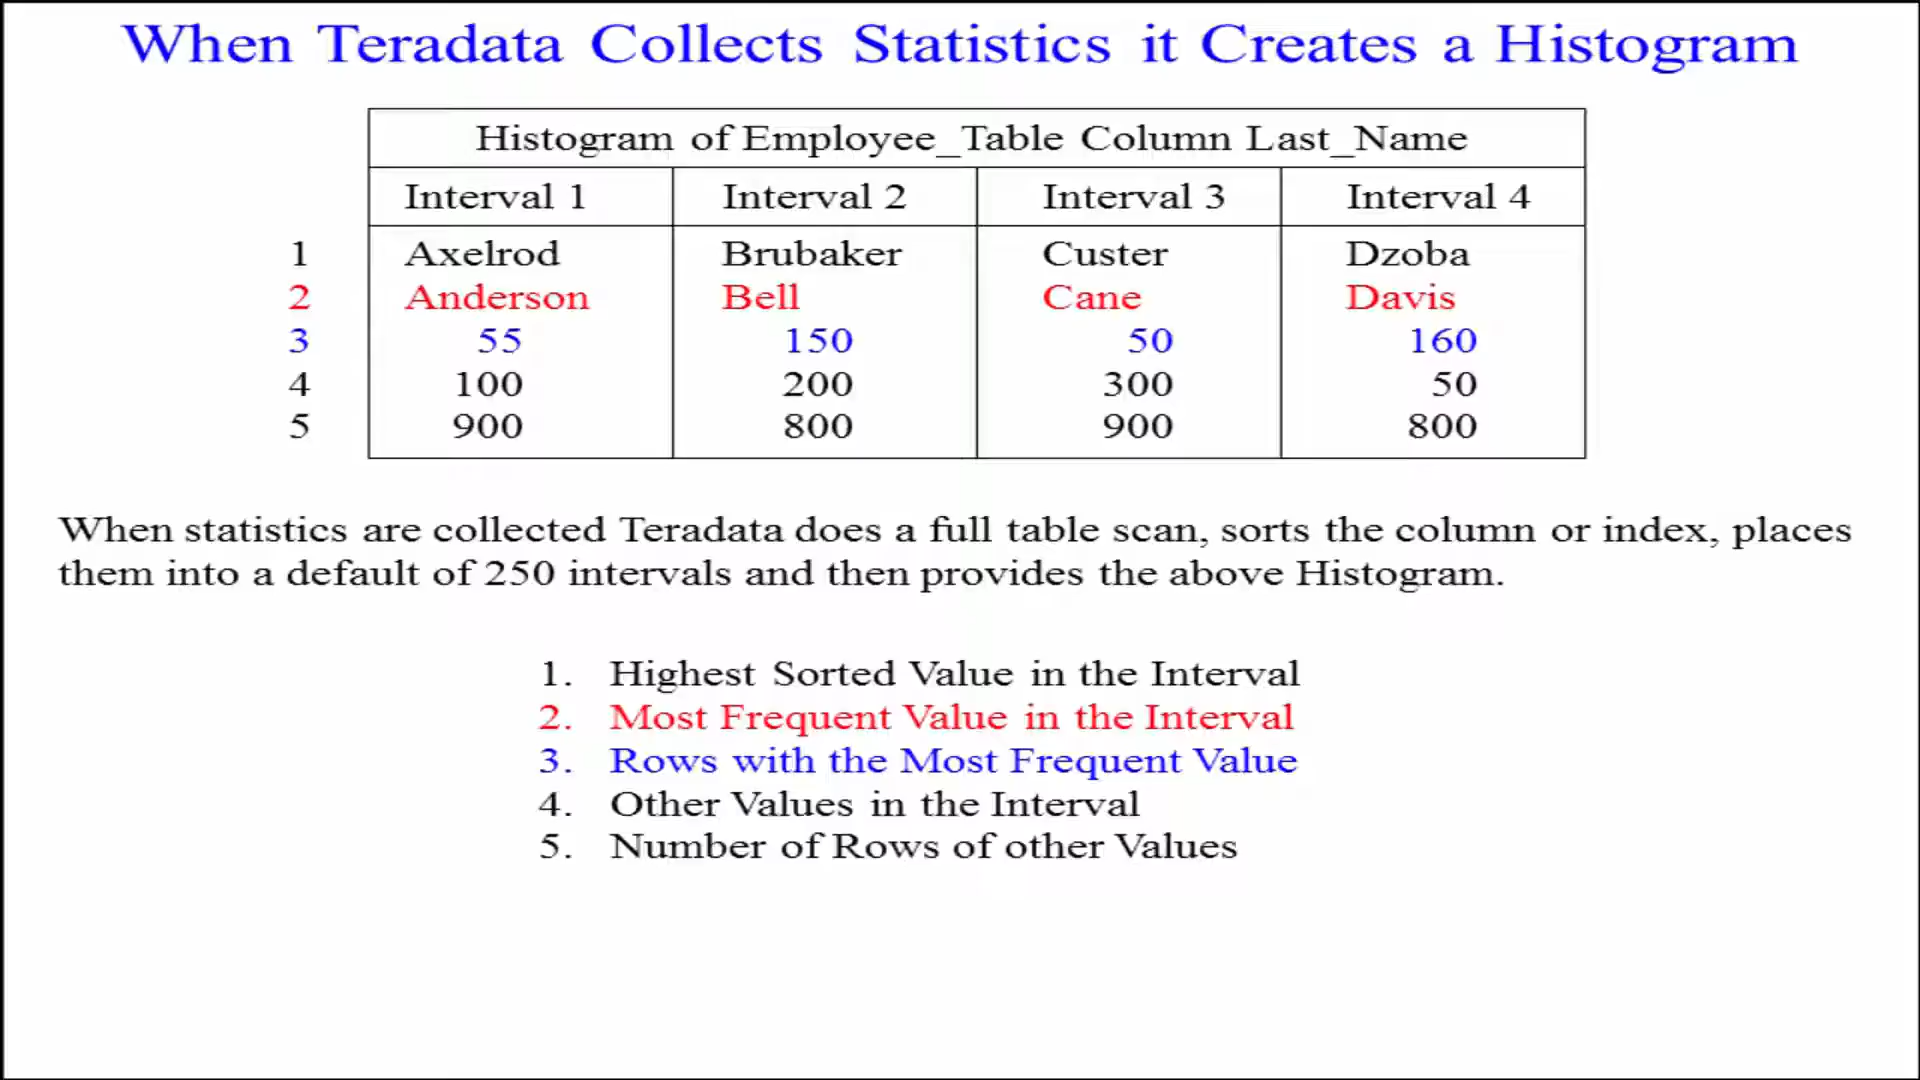 When Teradata Collects Statistics it Creates a Histogram
Histogram of Employee_Table Column Last_Name
Interval 1 Interval 2 Interval 3 Interval 4
1 Axelrod Brubaker Custer Dzoba
2 Anderson Bell Cane Davis
3 55 150 50 160
4 100 200 300 50
5 900 800 900 800
When statistics are collected Teradata does a full table scan, sorts the column or index, places
them into a default of 250 intervals and then provides the above Histogram.
1. Highest Sorted Value in the Interval
2. Most Frequent Value in the Interval
3. Rows with the Most Frequent Value
4. Other Values in the Interval
5. Number of Rows of other Values